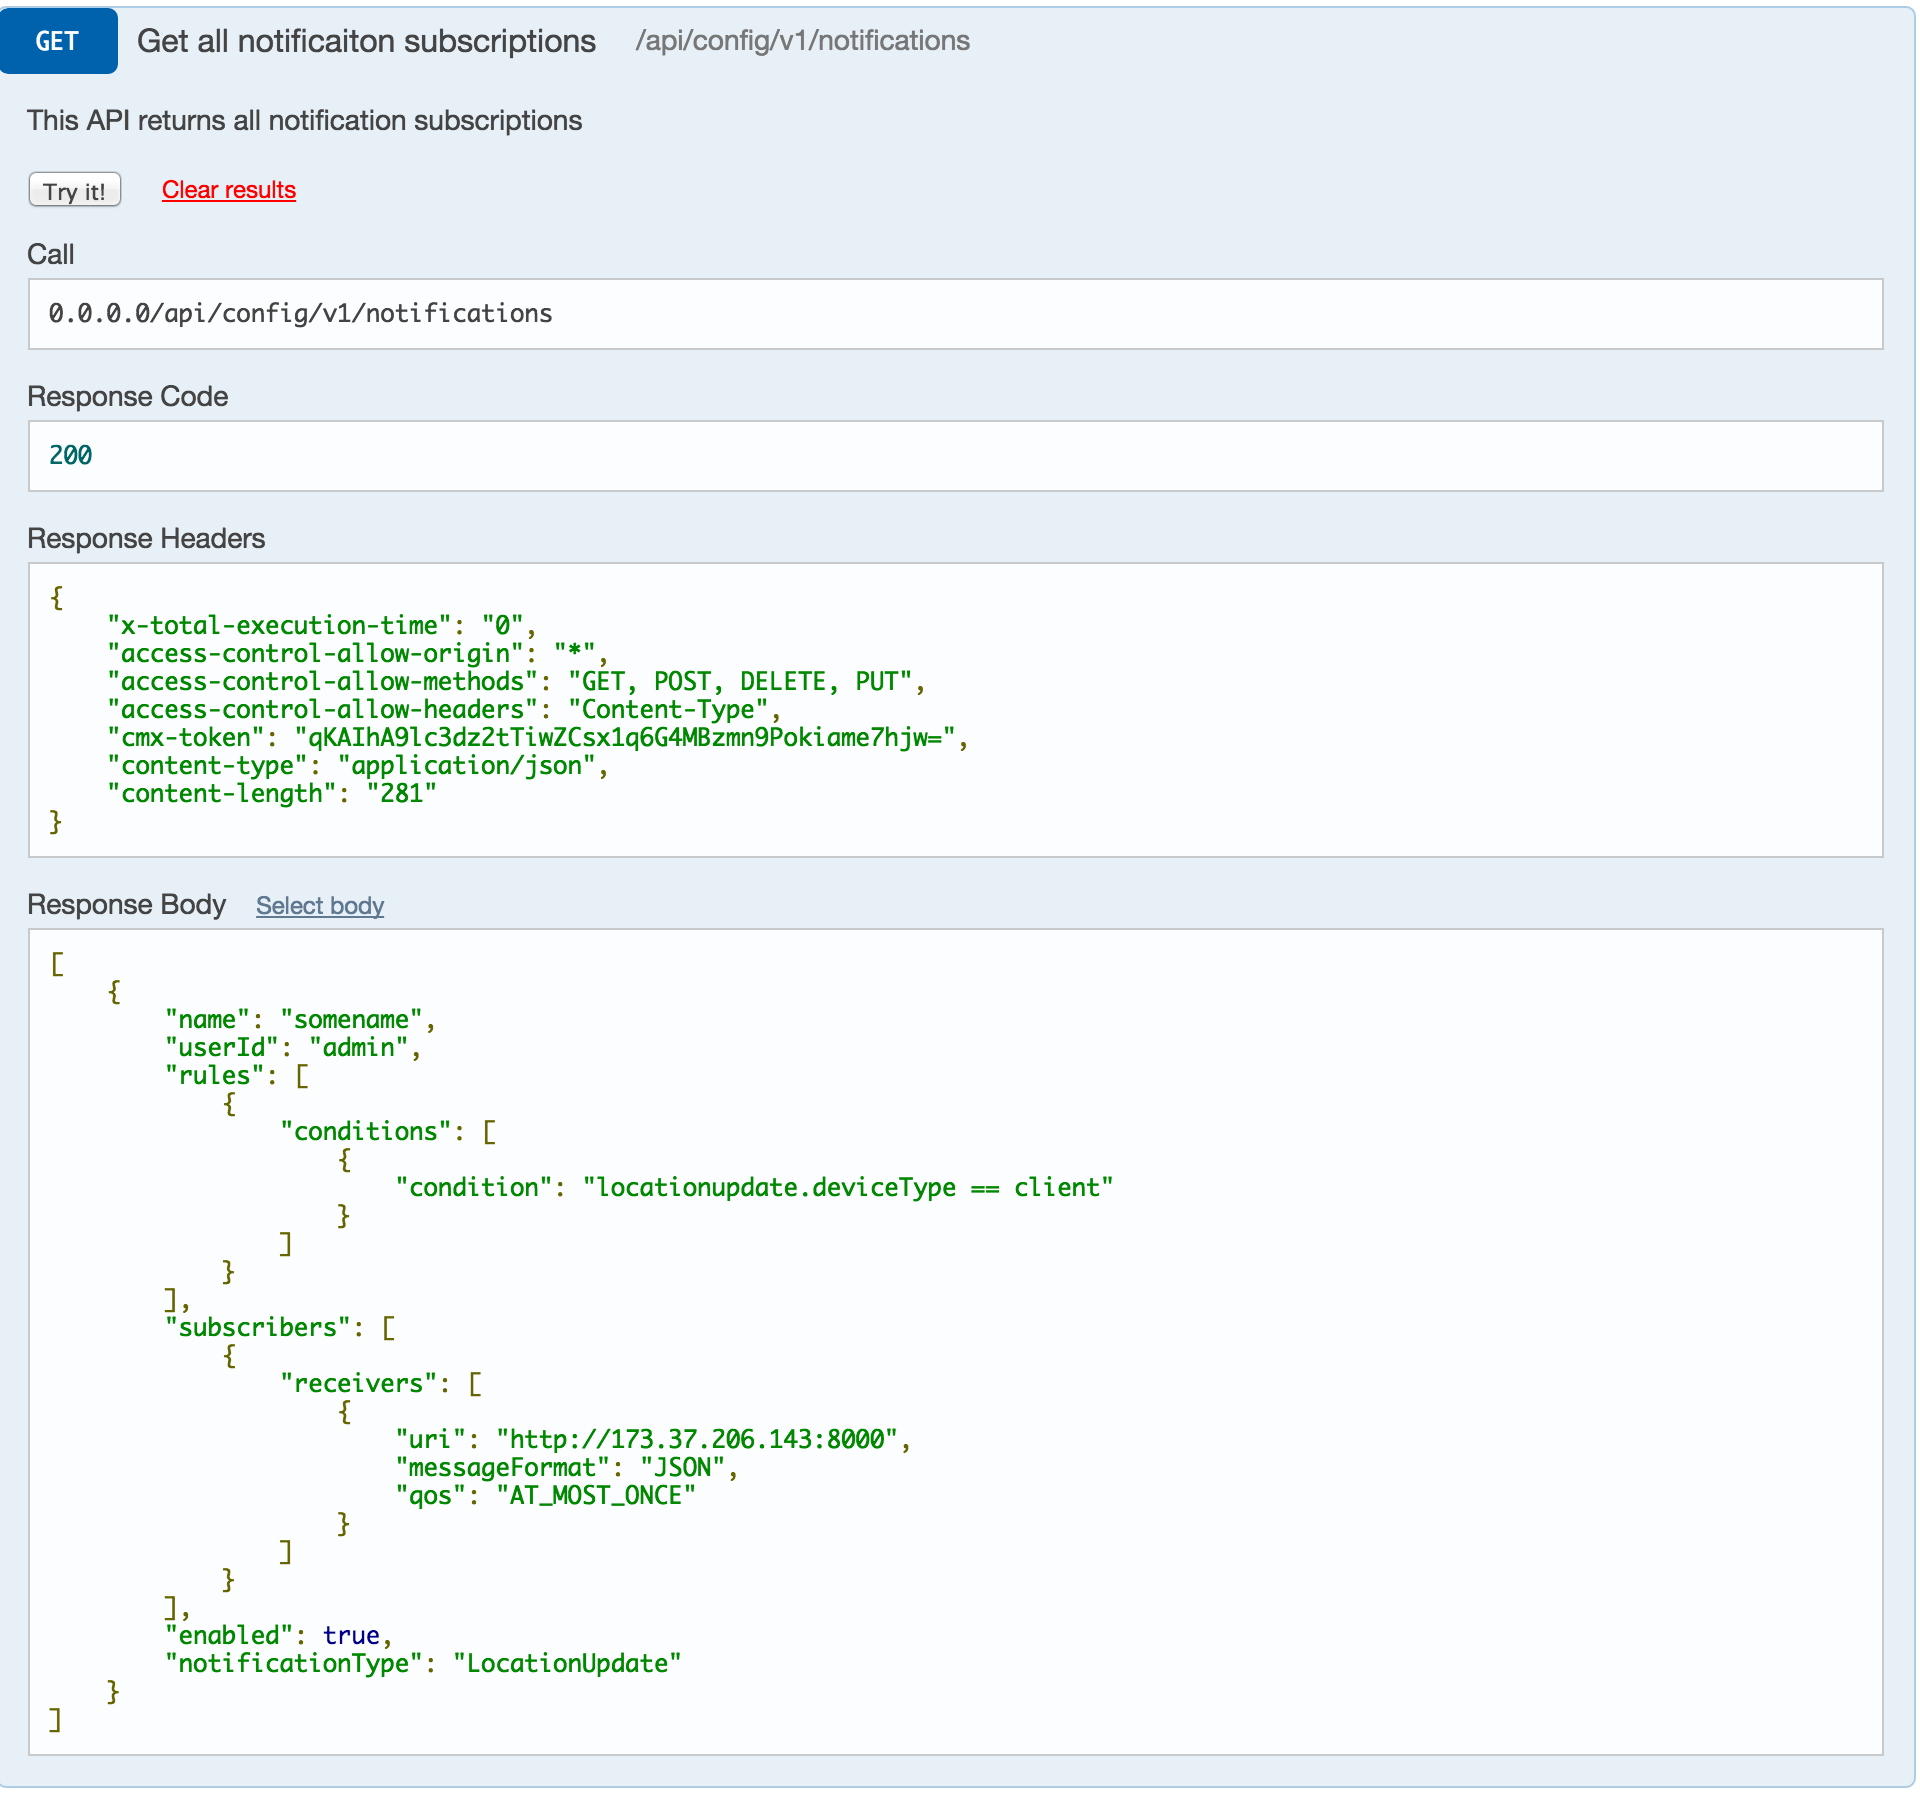 GET Get all notificaiton subscriptions /api/config/v1/notifications
This API returns all notification subscriptions
Try it! Clear results
Call
0.0.0.0/api/config/v1/notifications
Response Code
200
Response Headers
{
    "x-total-execution-time": "0",
    "access-control-allow-origin": "*",
    "access-control-allow-methods": "GET, POST, DELETE, PUT",
    "access-control-allow-headers": "Content-Type",
    "cmx-token": "qKAIhA9lc3dz2tTiwZCsx1q6G4MBzmn9Pokiame7hjw=",
    "content-type": "application/json",
    "content-length": "281"
}
Response Body Select body
[
    {
        "name": "somename",
        "userId": "admin",
        "rules": [
            {
                "conditions": [
                    {
                        "condition": "locationupdate.deviceType == client"
                    }
                ]
            }
        ],
        "subscribers": [
            {
                "receivers": [
                    {
                        "uri": "http://173.37.206.143:8000",
                        "messageFormat": "JSON",
                        "qos": "AT_MOST_ONCE"
                    }
                ]
            }
        ],
        "enabled": true,
        "notificationType": "LocationUpdate"
    }
]